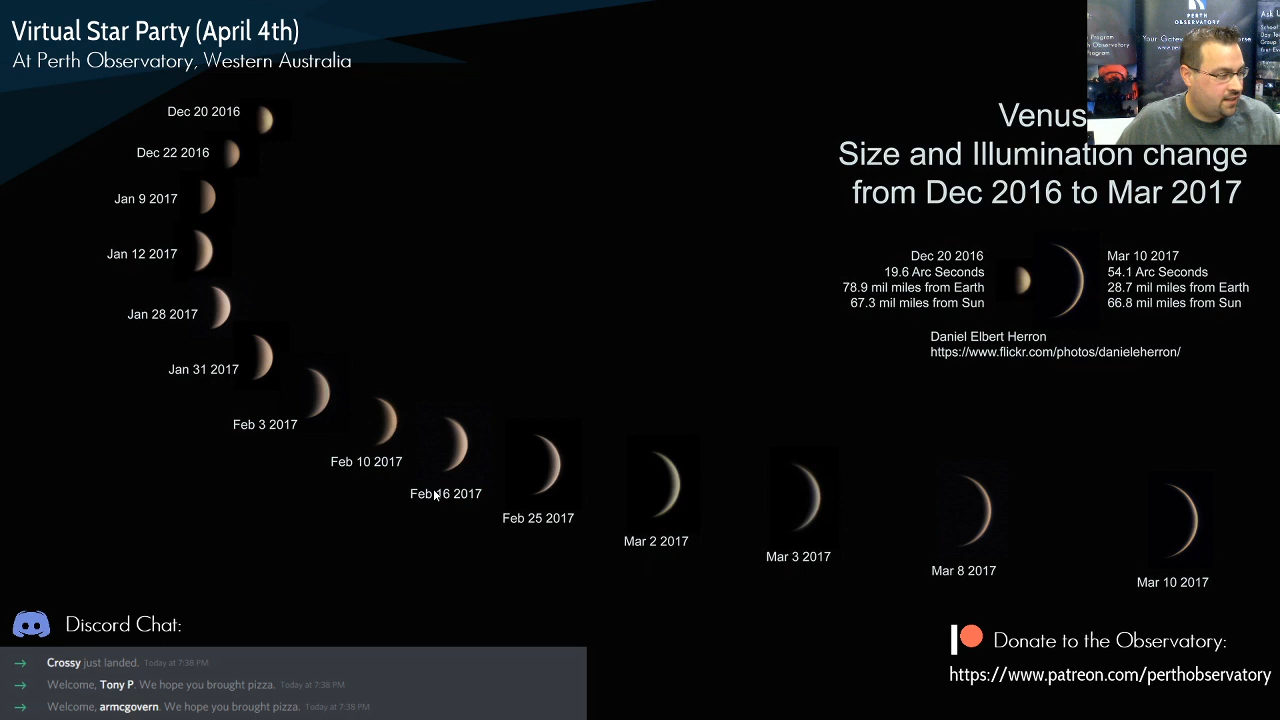 Virtual Star Party (April 4th)
At Perth Observatory, Western Australia
PERTH
OBSERVATORY
Program
Observatory
Program
Your Gatew
Ask U
School
Group
Venus
Size and Illumination change
from Dec 2016 to Mar 2017
Dec 20 2016
Dec 22 2016
Jan 9 2017
Jan 12 2017
Jan 28 2017
Jan 31 2017
Feb 3 2017
Feb 10 2017
Feb 16 2017
Feb 25 2017
Mar 2 2017
Mar 3 2017
Mar 8 2017
Mar 10 2017
Dec 20 2016
19.6 Arc Seconds
78.9 mil miles from Earth
67.3 mil miles from Sun
Mar 10 2017
54.1 Arc Seconds
28.7 mil miles from Earth
66.8 mil miles from Sun
Daniel Elbert Herron
https://www.flickr.com/photos/danieleherron/
Discord Chat:
Crossy just landed. Today at 7:38 PM
Welcome, Tony P. We hope you brought pizza. Today at 7:38 PM
Welcome, armcgovern. We hope you brought pizza. Today at 7:38 PM
Donate to the Observatory:
https://www.patreon.com/perthobservatory